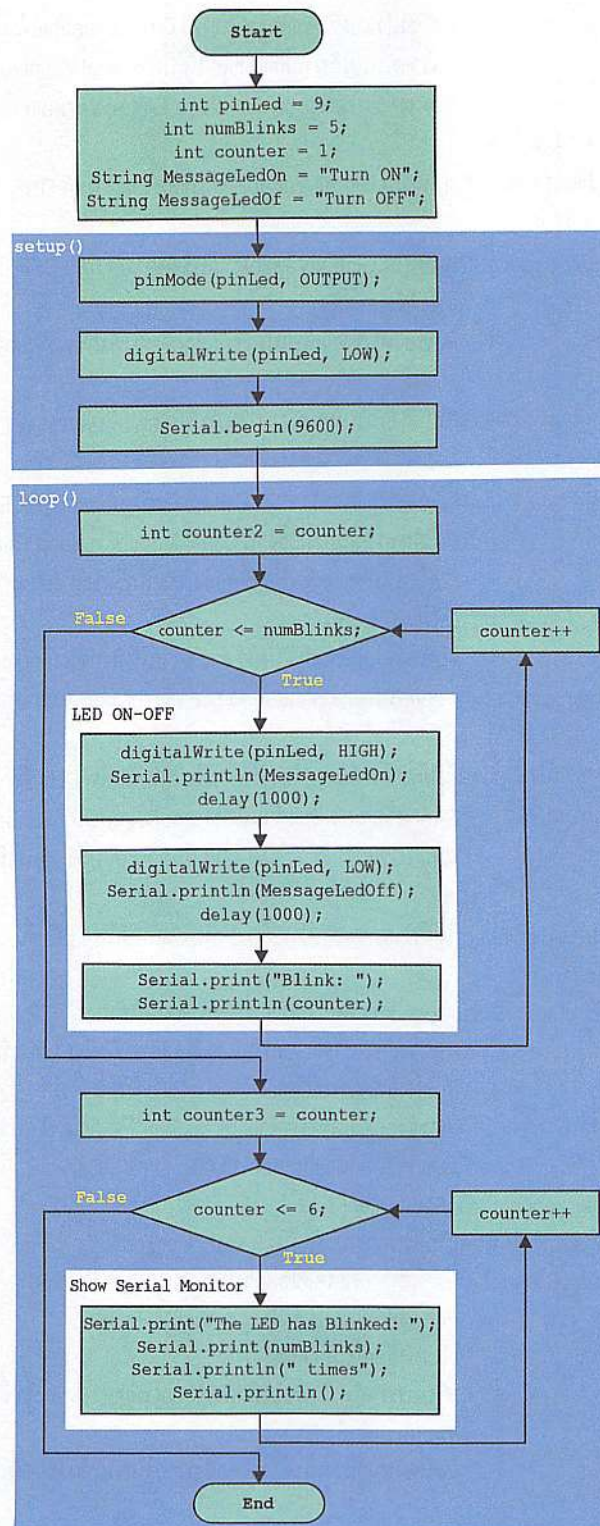 Start
int pinLed = 9;
int numBlinks = 5;
int counter = 1;
String MessageLedOn = "Turn ON";
String MessageLedOf = "Turn OFF";
setup()
pinMode(pinLed, OUTPUT);
digitalWrite(pinLed, LOW);
Serial.begin(9600);
loop()
int counter2 = counter;
False
counter <= numBlinks;
counter++
True
LED ON-OFF
digitalWrite(pinLed, HIGH);
Serial.println(MessageLedOn);
delay(1000);
digitalWrite(pinLed, LOW);
Serial.println(MessageLedOff);
delay(1000);
Serial.print("Blink: ");
Serial.println(counter);
int counter3 = counter;
False
counter <= 6;
counter++
True
Show Serial Monitor
Serial.print("The LED has Blinked: ");
Serial.print(numBlinks);
Serial.println(" times");
Serial.println();
End